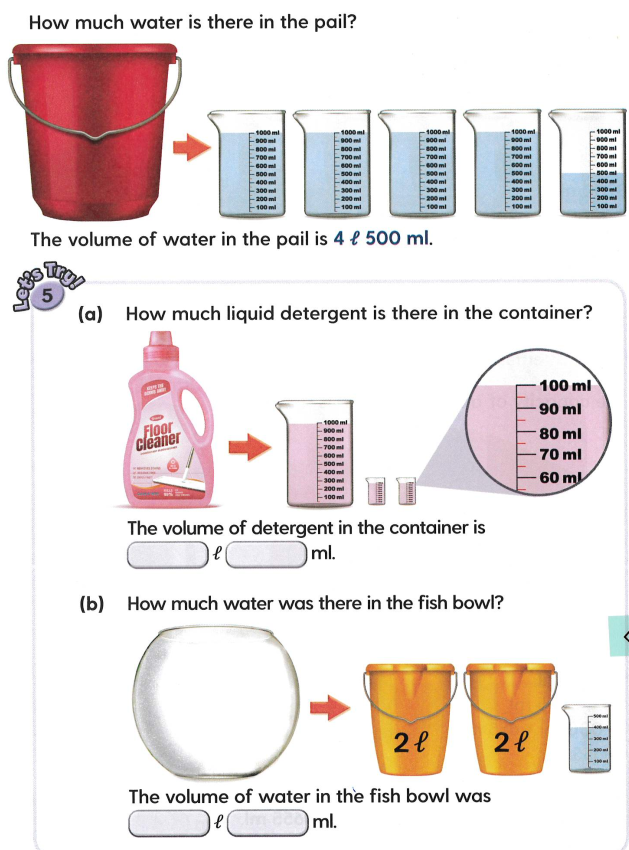 How much water is there in the pail?
1000 ml
900 ml
800 ml
700 ml
600 ml
500 ml
400 ml
300 ml
200 ml
100 ml
1000 ml
900 ml
800 ml
700 ml
600 ml
500 ml
400 ml
300 ml
200 ml
100 ml
1000 ml
900 ml
800 ml
700 ml
600 ml
500 ml
400 ml
300 ml
200 ml
100 ml
1000 ml
900 ml
800 ml
700 ml
600 ml
500 ml
400 ml
300 ml
200 ml
100 ml
1000 ml
900 ml
800 ml
700 ml
600 ml
500 ml
400 ml
300 ml
200 ml
100 ml
The volume of water in the pail is 4 ℓ 500 ml.
Let's Try!
5
(a) How much liquid detergent is there in the container?
Floor
cleaner
1000 ml
900 ml
800 ml
700 ml
600 ml
500 ml
400 ml
300 ml
200 ml
100 ml
100 ml
90 ml
80 ml
70 ml
60 ml
The volume of detergent in the container is
ℓ ml.
(b) How much water was there in the fish bowl?
2ℓ
2ℓ
500 ml
400 ml
300 ml
200 ml
100 ml
The volume of water in the fish bowl was
ℓ ml.